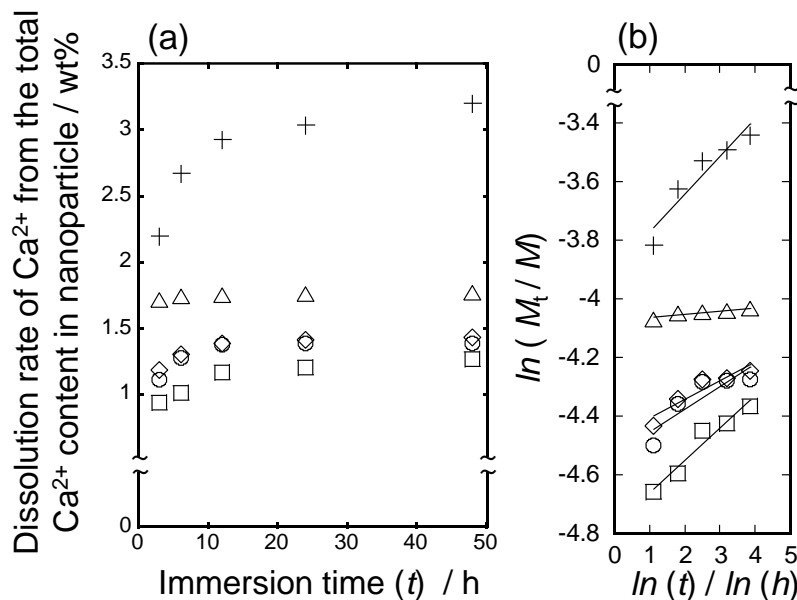 (a)
Dissolution rate of Ca²⁺ from the total
Ca²⁺ content in nanoparticle / wt%
3.5
3
2.5
2
1.5
1
0
0 10 20 30 40 50
Immersion time (t) / h
(b)
ln ( Mt / M)
0
-3.4
-3.6
-3.8
-4
-4.2
-4.4
-4.6
-4.8
0 1 2 3 4 5
ln (t) / ln (h)